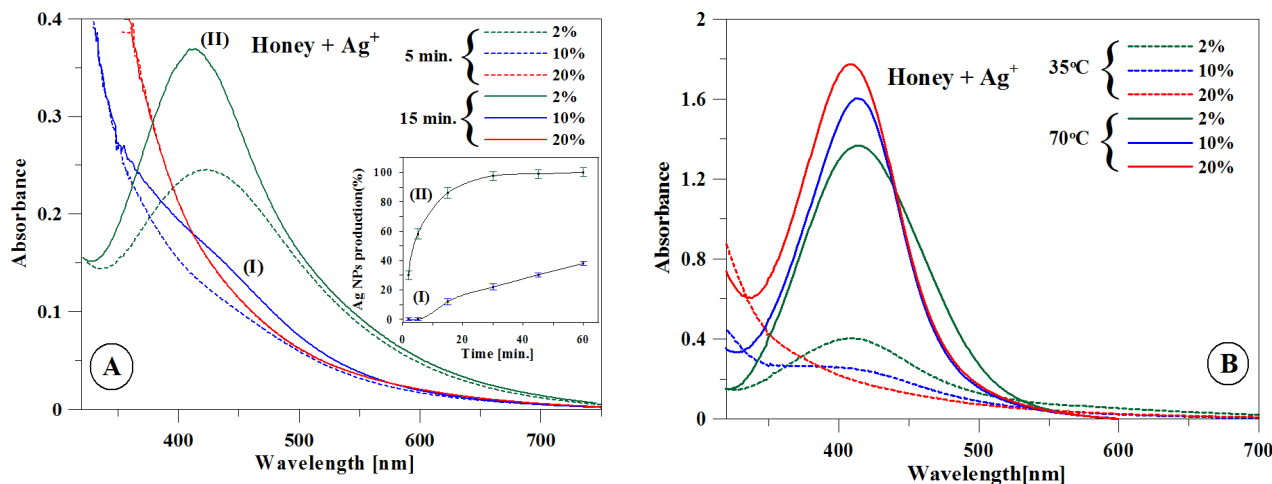 0.4
0.3
0.2
0.1
0
Absorbance
400
500
600
700
Wavelength [nm]
(II)
Honey + Ag+
5 min.
2%
10%
20%
15 min.
2%
10%
20%
(I)
A
100
80
60
40
20
0
Ag NPs production(%)
(II)
(I)
0
20
40
60
Time [min.]
2
1.6
1.2
0.8
0.4
0
Absorbance
400
500
600
700
Wavelength[nm]
Honey + Ag+
35oC
2%
10%
20%
70oC
2%
10%
20%
B